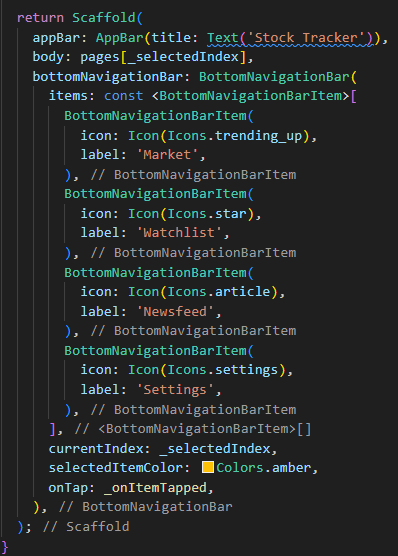 return Scaffold(
  appBar: AppBar(title: Text('Stock Tracker')),
  body: pages[_selectedIndex],
  bottomNavigationBar: BottomNavigationBar(
    items: const <BottomNavigationBarItem>[
      BottomNavigationBarItem(
        icon: Icon(Icons.trending_up),
        label: 'Market',
      ), // BottomNavigationBarItem
      BottomNavigationBarItem(
        icon: Icon(Icons.star),
        label: 'Watchlist',
      ), // BottomNavigationBarItem
      BottomNavigationBarItem(
        icon: Icon(Icons.article),
        label: 'Newsfeed',
      ), // BottomNavigationBarItem
      BottomNavigationBarItem(
        icon: Icon(Icons.settings),
        label: 'Settings',
      ), // BottomNavigationBarItem
    ], // <BottomNavigationBarItem>[]
    currentIndex: _selectedIndex,
    selectedItemColor: Colors.amber,
    onTap: _onItemTapped,
  ), // BottomNavigationBar
); // Scaffold
}